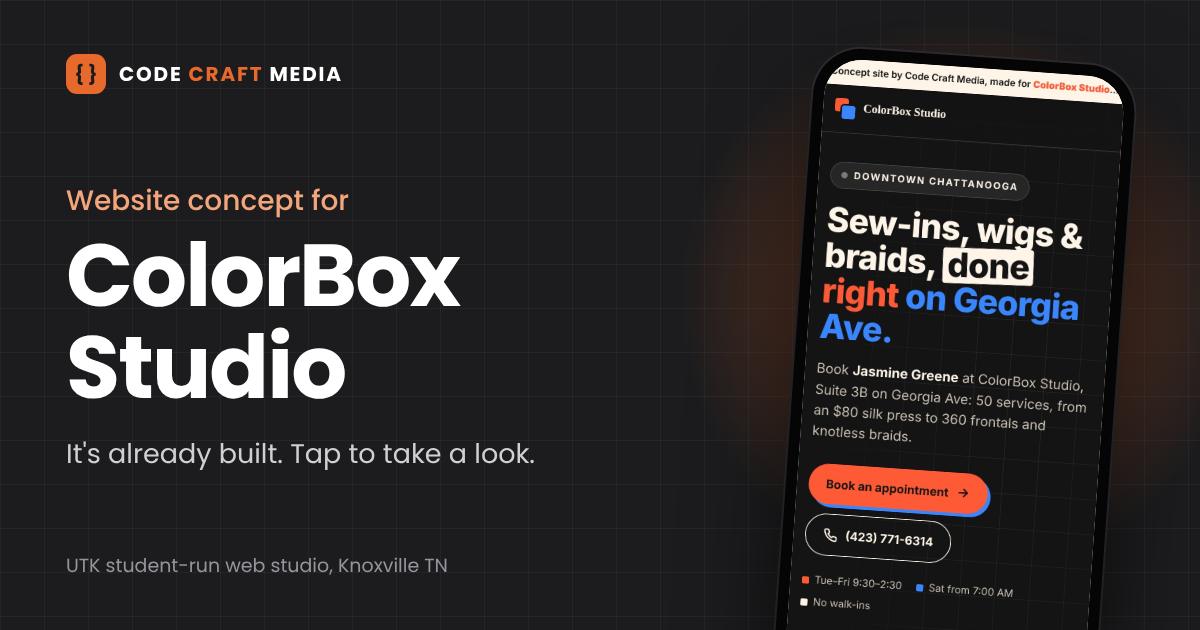 { } CODE CRAFT MEDIA
Website concept for
ColorBox
Studio
It's already built. Tap to take a look.
UTK student-run web studio, Knoxville TN
Concept site by Code Craft Media, made for ColorBox Studio...
ColorBox Studio
DOWNTOWN CHATTANOOGA
Sew-ins, wigs &
braids, done
right on Georgia
Ave.
Book Jasmine Greene at ColorBox Studio,
Suite 3B on Georgia Ave: 50 services, from
an $80 silk press to 360 frontals and
knotless braids.
Book an appointment →
(423) 771-6314
Tue–Fri 9:30–2:30 Sat from 7:00 AM
No walk-ins